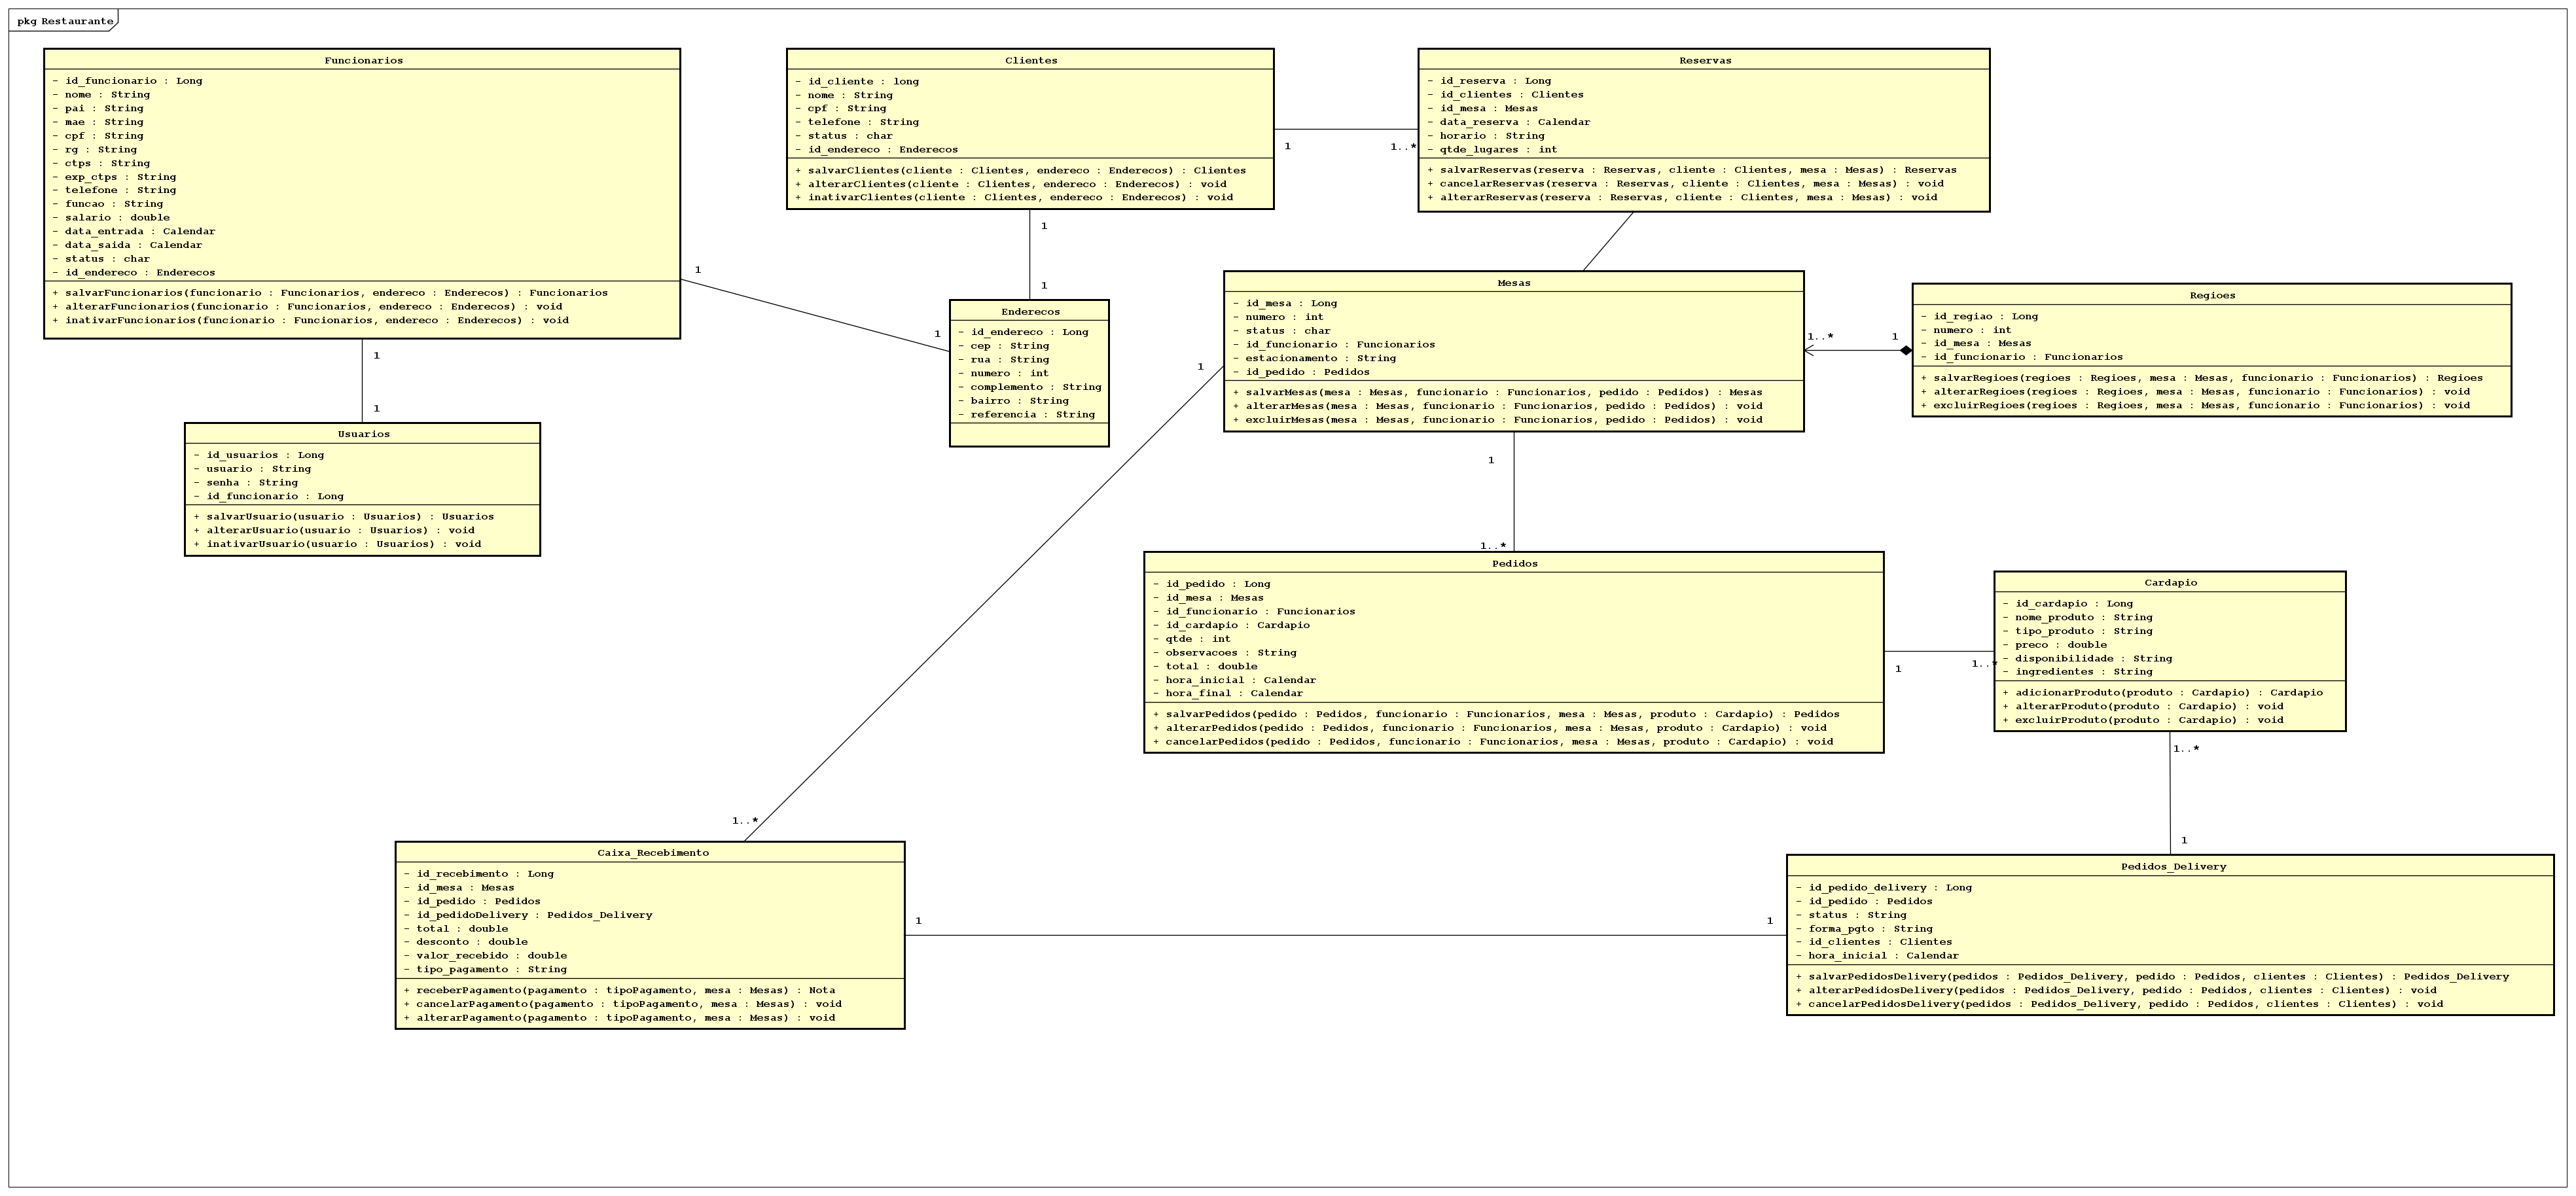 pkg Restaurante
Funcionarios
- id_funcionario : Long
- nome : String
- pai : String
- mae : String
- cpf : String
- rg : String
- ctps : String
- exp_ctps : String
- telefone : String
- funcao : String
- salario : double
- data_entrada : Calendar
- data_saida : Calendar
- status : char
- id_endereco : Enderecos
+ salvarFuncionarios(funcionario : Funcionarios, endereco : Enderecos) : Funcionarios
+ alterarFuncionarios(funcionario : Funcionarios, endereco : Enderecos) : void
+ inativarFuncionarios(funcionario : Funcionarios, endereco : Enderecos) : void
1
1
1
1
Usuarios
- id_usuarios : Long
- usuario : String
- senha : String
- id_funcionario : Long
+ salvarUsuario(usuario : Usuarios) : Usuarios
+ alterarUsuario(usuario : Usuarios) : void
+ inativarUsuario(usuario : Usuarios) : void
Clientes
- id_cliente : long
- nome : String
- cpf : String
- telefone : String
- status : char
- id_endereco : Enderecos
+ salvarClientes(cliente : Clientes, endereco : Enderecos) : Clientes
+ alterarClientes(cliente : Clientes, endereco : Enderecos) : void
+ inativarClientes(cliente : Clientes, endereco : Enderecos) : void
1
1..*
1
1
Enderecos
- id_endereco : Long
- cep : String
- rua : String
- numero : int
- complemento : String
- bairro : String
- referencia : String
Reservas
- id_reserva : Long
- id_clientes : Clientes
- id_mesa : Mesas
- data_reserva : Calendar
- horario : String
- qtde_lugares : int
+ salvarReservas(reserva : Reservas, cliente : Clientes, mesa : Mesas) : Reservas
+ cancelarReservas(reserva : Reservas, cliente : Clientes, mesa : Mesas) : void
+ alterarReservas(reserva : Reservas, cliente : Clientes, mesa : Mesas) : void
Mesas
- id_mesa : Long
- numero : int
- status : char
- id_funcionario : Funcionarios
- estacionamento : String
- id_pedido : Pedidos
+ salvarMesas(mesa : Mesas, funcionario : Funcionarios, pedido : Pedidos) : Mesas
+ alterarMesas(mesa : Mesas, funcionario : Funcionarios, pedido : Pedidos) : void
+ excluirMesas(mesa : Mesas, funcionario : Funcionarios, pedido : Pedidos) : void
1..*
1
Regioes
- id_regiao : Long
- numero : int
- id_mesa : Mesas
- id_funcionario : Funcionarios
+ salvarRegioes(regioes : Regioes, mesa : Mesas, funcionario : Funcionarios) : Regioes
+ alterarRegioes(regioes : Regioes, mesa : Mesas, funcionario : Funcionarios) : void
+ excluirRegioes(regioes : Regioes, mesa : Mesas, funcionario : Funcionarios) : void
1
1
1..*
Pedidos
- id_pedido : Long
- id_mesa : Mesas
- id_funcionario : Funcionarios
- id_cardapio : Cardapio
- qtde : int
- observacoes : String
- total : double
- hora_inicial : Calendar
- hora_final : Calendar
+ salvarPedidos(pedido : Pedidos, funcionario : Funcionarios, mesa : Mesas, produto : Cardapio) : Pedidos
+ alterarPedidos(pedido : Pedidos, funcionario : Funcionarios, mesa : Mesas, produto : Cardapio) : void
+ cancelarPedidos(pedido : Pedidos, funcionario : Funcionarios, mesa : Mesas, produto : Cardapio) : void
1
1..*
Cardapio
- id_cardapio : Long
- nome_produto : String
- tipo_produto : String
- preco : double
- disponibilidade : String
- ingredientes : String
+ adicionarProduto(produto : Cardapio) : Cardapio
+ alterarProduto(produto : Cardapio) : void
+ excluirProduto(produto : Cardapio) : void
1..*
1
1..*
Caixa_Recebimento
- id_recebimento : Long
- id_mesa : Mesas
- id_pedido : Pedidos
- id_pedidoDelivery : Pedidos_Delivery
- total : double
- desconto : double
- valor_recebido : double
- tipo_pagamento : String
+ receberPagamento(pagamento : tipoPagamento, mesa : Mesas) : Nota
+ cancelarPagamento(pagamento : tipoPagamento, mesa : Mesas) : void
+ alterarPagamento(pagamento : tipoPagamento, mesa : Mesas) : void
1
1
Pedidos_Delivery
- id_pedido_delivery : Long
- id_pedido : Pedidos
- status : String
- forma_pgto : String
- id_clientes : Clientes
- hora_inicial : Calendar
+ salvarPedidosDelivery(pedidos : Pedidos_Delivery, pedido : Pedidos, clientes : Clientes) : Pedidos_Delivery
+ alterarPedidosDelivery(pedidos : Pedidos_Delivery, pedido : Pedidos, clientes : Clientes) : void
+ cancelarPedidosDelivery(pedidos : Pedidos_Delivery, pedido : Pedidos, clientes : Clientes) : void